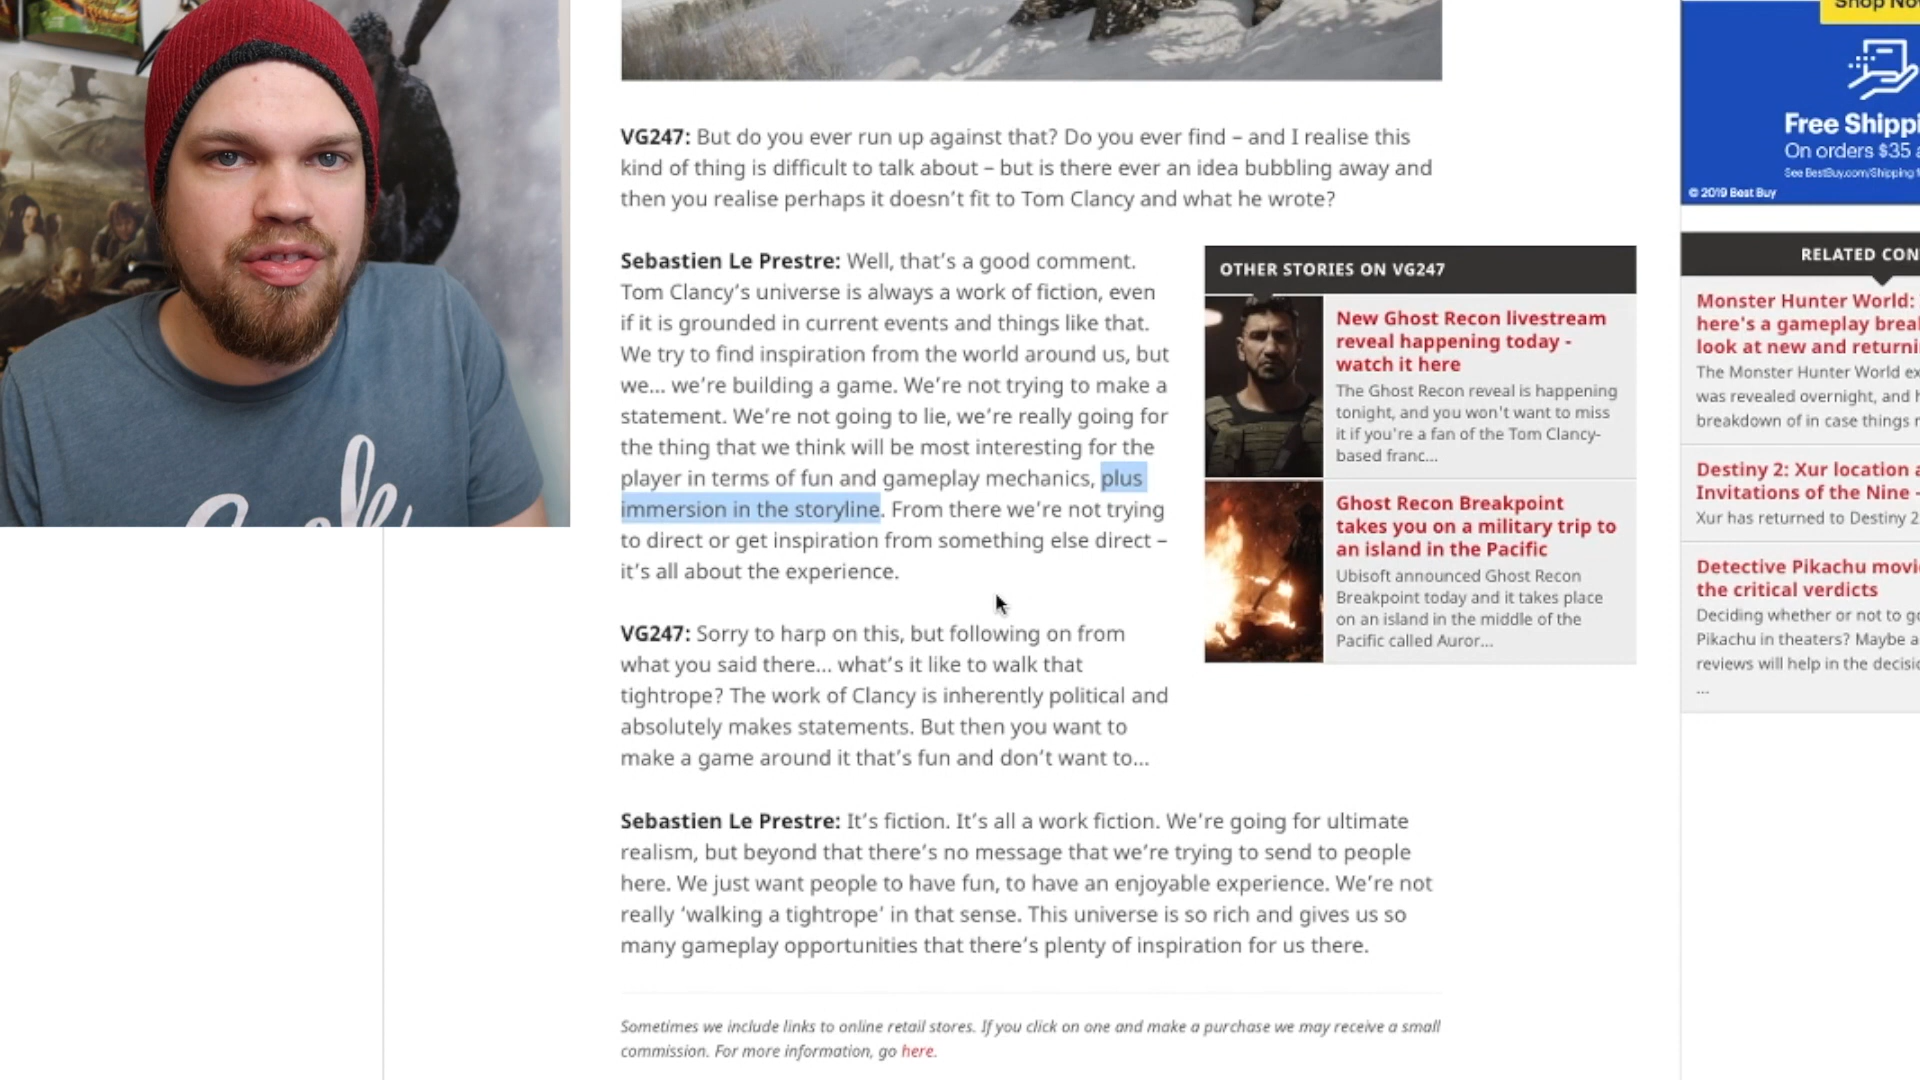 VG247: But do you ever run up against that? Do you ever find – and I realise this
kind of thing is difficult to talk about – but is there ever an idea bubbling away and
then you realise perhaps it doesn’t fit to Tom Clancy and what he wrote?
Sebastien Le Prestre: Well, that’s a good comment.
Tom Clancy’s universe is always a work of fiction, even
if it is grounded in current events and things like that.
We try to find inspiration from the world around us, but
we… we’re building a game. We’re not trying to make a
statement. We’re not going to lie, we’re really going for
the thing that we think will be most interesting for the
player in terms of fun and gameplay mechanics, plus
immersion in the storyline. From there we’re not trying
to direct or get inspiration from something else direct –
it’s all about the experience.
VG247: Sorry to harp on this, but following on from
what you said there… what’s it like to walk that
tightrope? The work of Clancy is inherently political and
absolutely makes statements. But then you want to
make a game around it that’s fun and don’t want to…
Sebastien Le Prestre: It’s fiction. It’s all a work fiction. We’re going for ultimate
realism, but beyond that there’s no message that we’re trying to send to people
here. We just want people to have fun, to have an enjoyable experience. We’re not
really ‘walking a tightrope’ in that sense. This universe is so rich and gives us so
many gameplay opportunities that there’s plenty of inspiration for us there.
Sometimes we include links to online retail stores. If you click on one and make a purchase we may receive a small
commission. For more information, go here.
OTHER STORIES ON VG247
New Ghost Recon livestream
reveal happening today -
watch it here
The Ghost Recon reveal is happening
tonight, and you won't want to miss
it if you're a fan of the Tom Clancy-
based franc...
Ghost Recon Breakpoint
takes you on a military trip to
an island in the Pacific
Ubisoft announced Ghost Recon
Breakpoint today and it takes place
on an island in the middle of the
Pacific called Auror...
Shop No
Free Shippi
On orders $35 a
See BestBuy.com/Shipping f
© 2019 Best Buy
RELATED CON
Monster Hunter World:
here's a gameplay brea
look at new and returni
The Monster Hunter World ex
was revealed overnight, and h
breakdown of in case things
Destiny 2: Xur location a
Invitations of the Nine -
Xur has returned to Destiny 2
Detective Pikachu movi
the critical verdicts
Deciding whether or not to go
Pikachu in theaters? Maybe a
reviews will help in the decisi
...